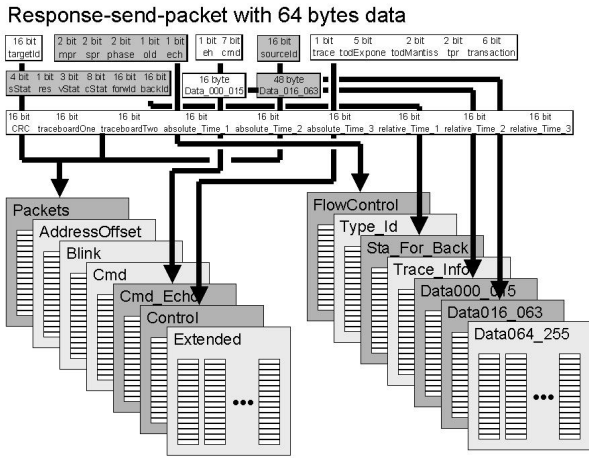 Response-send-packet with 64 bytes data
16 bit 2 bit 2 bit 2 bit 1 bit 1 bit 1 bit 7 bit 16 bit 1 bit 5 bit 2 bit 2 bit 6 bit
targetId mpr spr phase old ech eh cmd sourceId trace todExpone todMantiss tpr transaction
4 bit 1 bit 3 bit 8 bit 16 bit 16 bit 16 byte 48 byte
sStat res vStat cStat forwId backId Data_000_015 Data_016_063
16 bit 16 bit 16 bit 16 bit 16 bit 16 bit 16 bit 16 bit 16 bit
CRC traceboardOne traceboardTwo absolute_Time_1 absolute_Time_2 absolute_Time_3 relative_Time_1 relative_Time_2 relative_Time_3
Packets
AddressOffset
Blink
Cmd
Cmd_Echo
Control
Extended
•••
FlowControl
Type_Id
Sta_For_Back
Trace_Info
Data000_015
Data016_063
Data064_255
•••